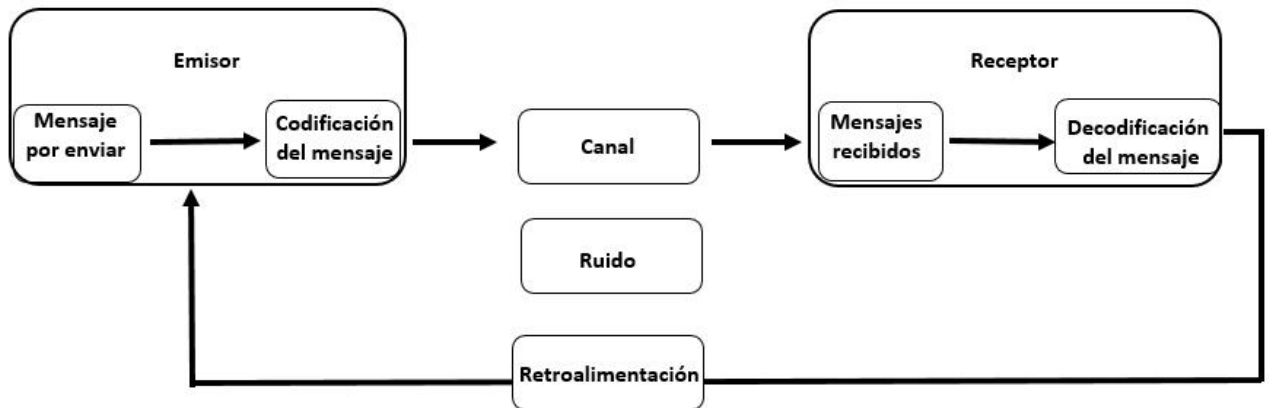 Emisor
Mensaje
por enviar
Codificación
del mensaje
Canal
Receptor
Mensajes
recibidos
Decodificación
del mensaje
Ruido
Retroalimentación